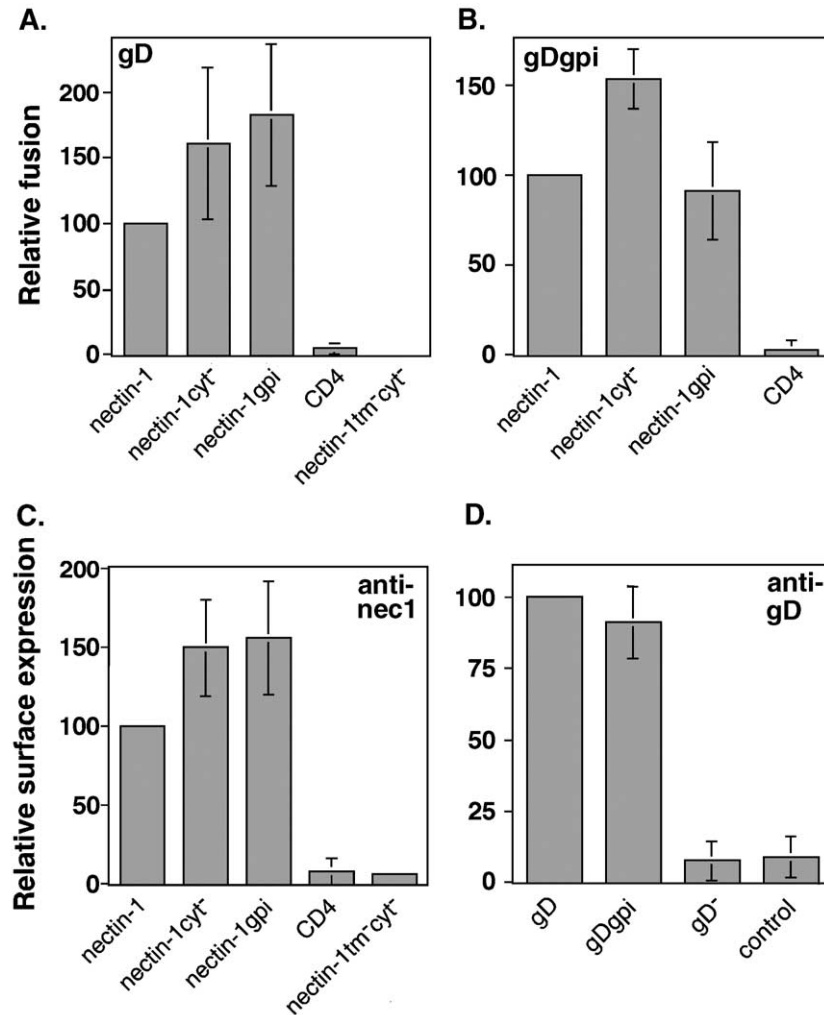 A.
gD
Relative fusion
200
150
100
50
0
nectin-1
nectin-1cyt⁻
nectin-1gpi
CD4
nectin-1tm⁻cyt⁻
B.
gDgpi
150
100
50
0
nectin-1
nectin-1cyt⁻
nectin-1gpi
CD4
C.
anti-
nec1
Relative surface expression
200
150
100
50
0
nectin-1
nectin-1cyt⁻
nectin-1gpi
CD4
nectin-1tm⁻cyt⁻
D.
anti-
gD
100
75
50
25
0
gD
gDgpi
gD⁻
control